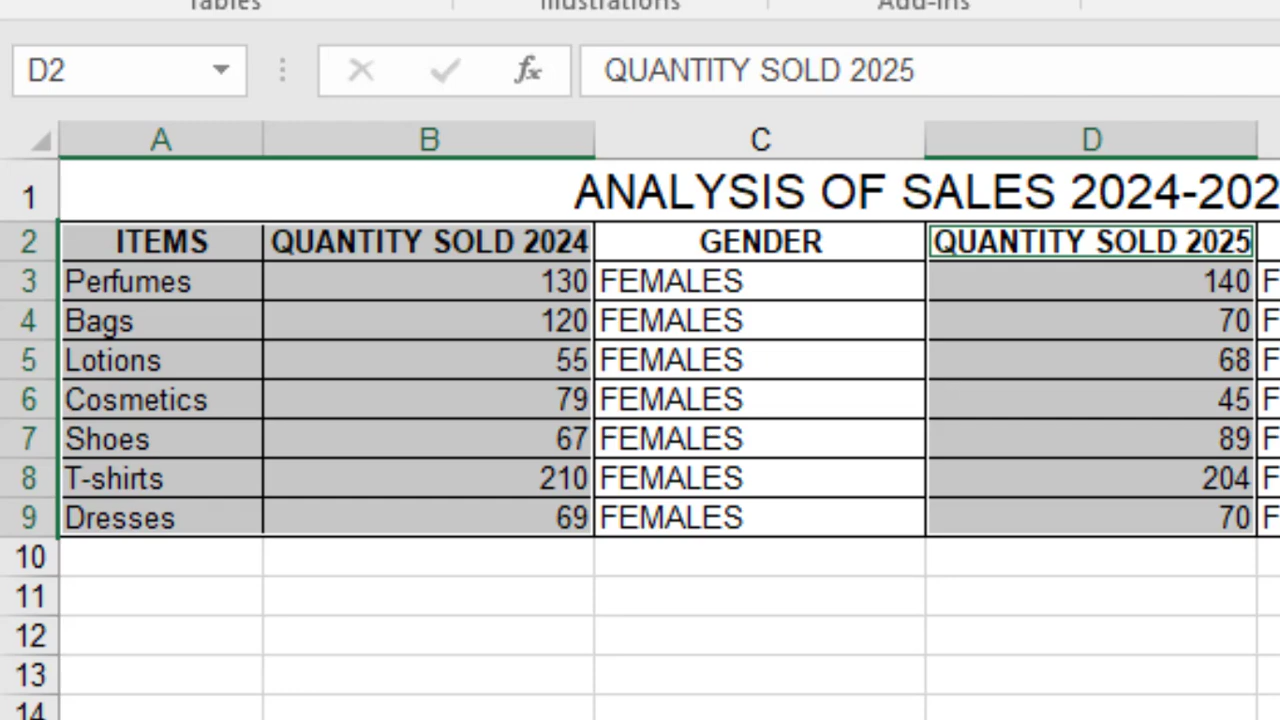 Tables Illustrations Add-ins
D2 fx QUANTITY SOLD 2025
A B C D
1 ANALYSIS OF SALES 2024-202
2 ITEMS QUANTITY SOLD 2024 GENDER QUANTITY SOLD 2025
3 Perfumes 130 FEMALES 140 F
4 Bags 120 FEMALES 70 F
5 Lotions 55 FEMALES 68 F
6 Cosmetics 79 FEMALES 45 F
7 Shoes 67 FEMALES 89 F
8 T-shirts 210 FEMALES 204 F
9 Dresses 69 FEMALES 70 F
10
11
12
13
14